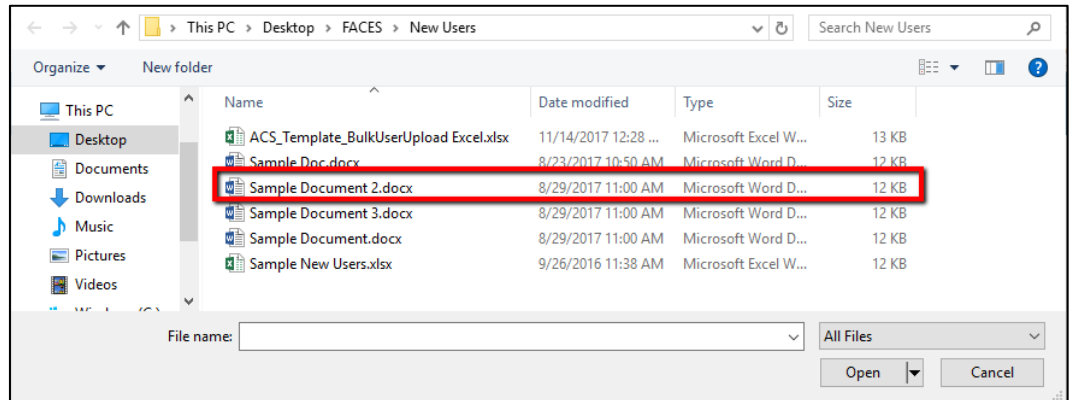 This PC > Desktop > FACES > New Users
Search New Users
Organize
New folder
This PC
Desktop
Documents
Downloads
Music
Pictures
Videos
Name Date modified Type Size
ACS_Template_BulkUserUpload Excel.xlsx 11/14/2017 12:28 ... Microsoft Excel W... 13 KB
Sample Doc.docx 8/23/2017 10:50 AM Microsoft Word D... 12 KB
Sample Document 2.docx 8/29/2017 11:00 AM Microsoft Word D... 12 KB
Sample Document 3.docx 8/29/2017 11:00 AM Microsoft Word D... 12 KB
Sample Document.docx 8/29/2017 11:00 AM Microsoft Word D... 12 KB
Sample New Users.xlsx 9/26/2016 11:38 AM Microsoft Excel W... 12 KB
File name:
All Files
Open
Cancel